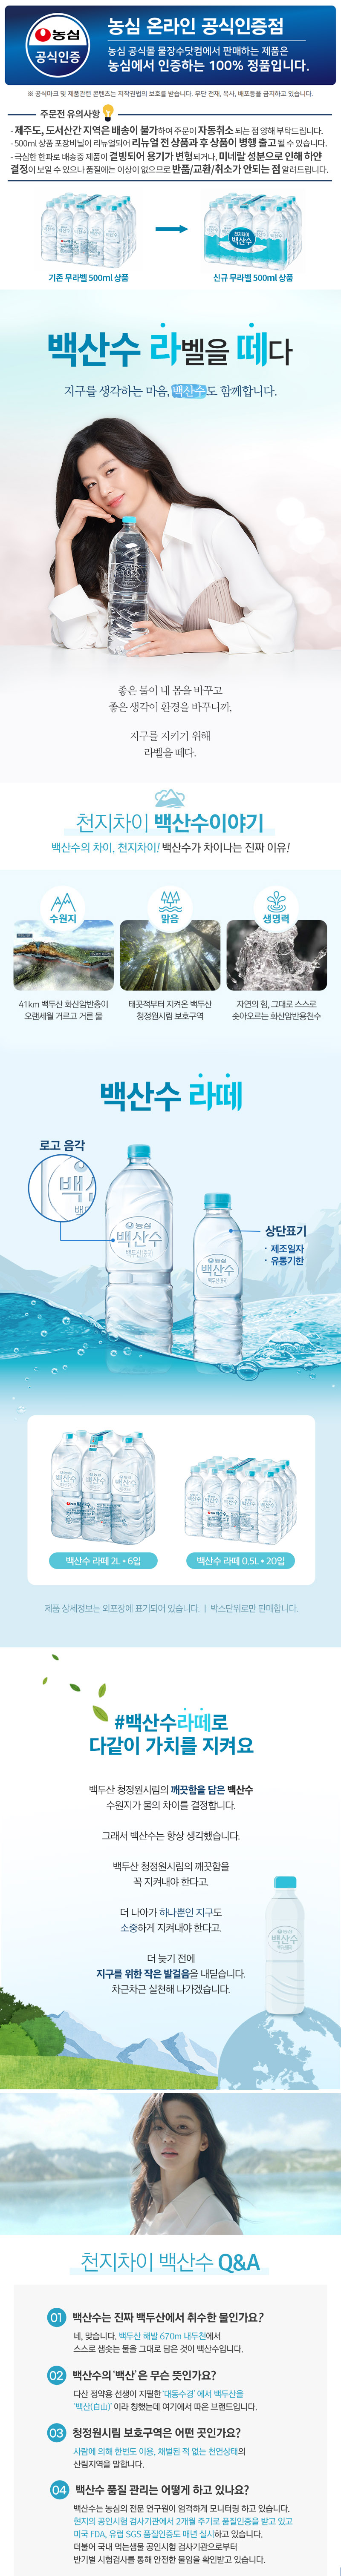 농심
공식인증
농심 온라인 공식인증점
농심 공식몰 물장수닷컴에서 판매하는 제품은
농심에서 인증하는 100% 정품입니다.
※ 공식마크 및 제품관련 콘텐츠는 저작권법의 보호를 받습니다. 무단 전재, 복사, 배포등을 금지하고 있습니다.
주문전 유의사항
- 제주도, 도서산간 지역은 배송이 불가하여 주문이 자동취소 되는 점 양해 부탁드립니다.
- 500ml 상품 포장비닐이 리뉴얼되어 리뉴얼 전 상품과 후 상품이 병행 출고 될 수 있습니다.
- 극심한 한파로 배송중 제품이 결빙되어 용기가 변형되거나, 미네랄 성분으로 인해 하얀
결정이 보일 수 있으나 품질에는 이상이 없으므로 반품/교환/취소가 안되는 점 알려드립니다.
백산수
기존 무라벨 500ml 상품
신규 무라벨 500ml 상품
백산수 라벨을 떼다
지구를 생각하는 마음, 백산수도 함께합니다.
좋은 물이 내 몸을 바꾸고
좋은 생각이 환경을 바꾸니까,
지구를 지키기 위해
라벨을 떼다.
천지차이 백산수이야기
백산수의 차이, 천지차이! 백산수가 차이나는 진짜 이유!
수원지
맑음
생명력
41km 백두산 화산암반층이
오랜세월 거르고 거른 물
태곳적부터 지켜온 백두산
청정원시림 보호구역
자연의 힘, 그대로 스스로
솟아오르는 화산암반용천수
백산수 라떼
로고 음각
농심
백산수
백두산물
상단표기
· 제조일자
· 유통기한
농심
백산수
백산수 라떼 2L * 6입
백산수 라떼 0.5L * 20입
제품 상세정보는 외포장에 표기되어 있습니다. | 박스단위로만 판매합니다.
#백산수라떼로
다같이 가치를 지켜요
백두산 청정원시림의 깨끗함을 담은 백산수
수원지가 물의 차이를 결정합니다.
그래서 백산수는 항상 생각했습니다.
백두산 청정원시림의 깨끗함을
꼭 지켜내야 한다고.
더 나아가 하나뿐인 지구도
소중하게 지켜내야 한다고.
더 늦기 전에
지구를 위한 작은 발걸음을 내딛습니다.
차근차근 실천해 나가겠습니다.
백산수
천지차이 백산수 Q&A
01 백산수는 진짜 백두산에서 취수한 물인가요?
네, 맞습니다. 백두산 해발 670m 내두천에서
스스로 샘솟는 물을 그대로 담은 것이 백산수입니다.
02 백산수의 '백산'은 무슨 뜻인가요?
다산 정약용 선생이 지필한 '대동수경' 에서 백두산을
'백산(白山)' 이라 칭했는데 여기에서 따온 브랜드입니다.
03 청정원시림 보호구역은 어떤 곳인가요?
사람에 의해 한번도 이용, 채벌된 적 없는 천연상태의
산림지역을 말합니다.
04 백산수 품질 관리는 어떻게 하고 있나요?
백산수는 농심의 전문 연구원이 엄격하게 모니터링 하고 있습니다.
현지의 공인시험 검사기관에서 2개월 주기로 품질인증을 받고 있고
미국 FDA, 유럽 SGS 품질인증도 매년 실시하고 있습니다.
더불어 국내 먹는샘물 공인시험 검사기관으로부터
반기별 시험검사를 통해 안전한 물임을 확인받고 있습니다.